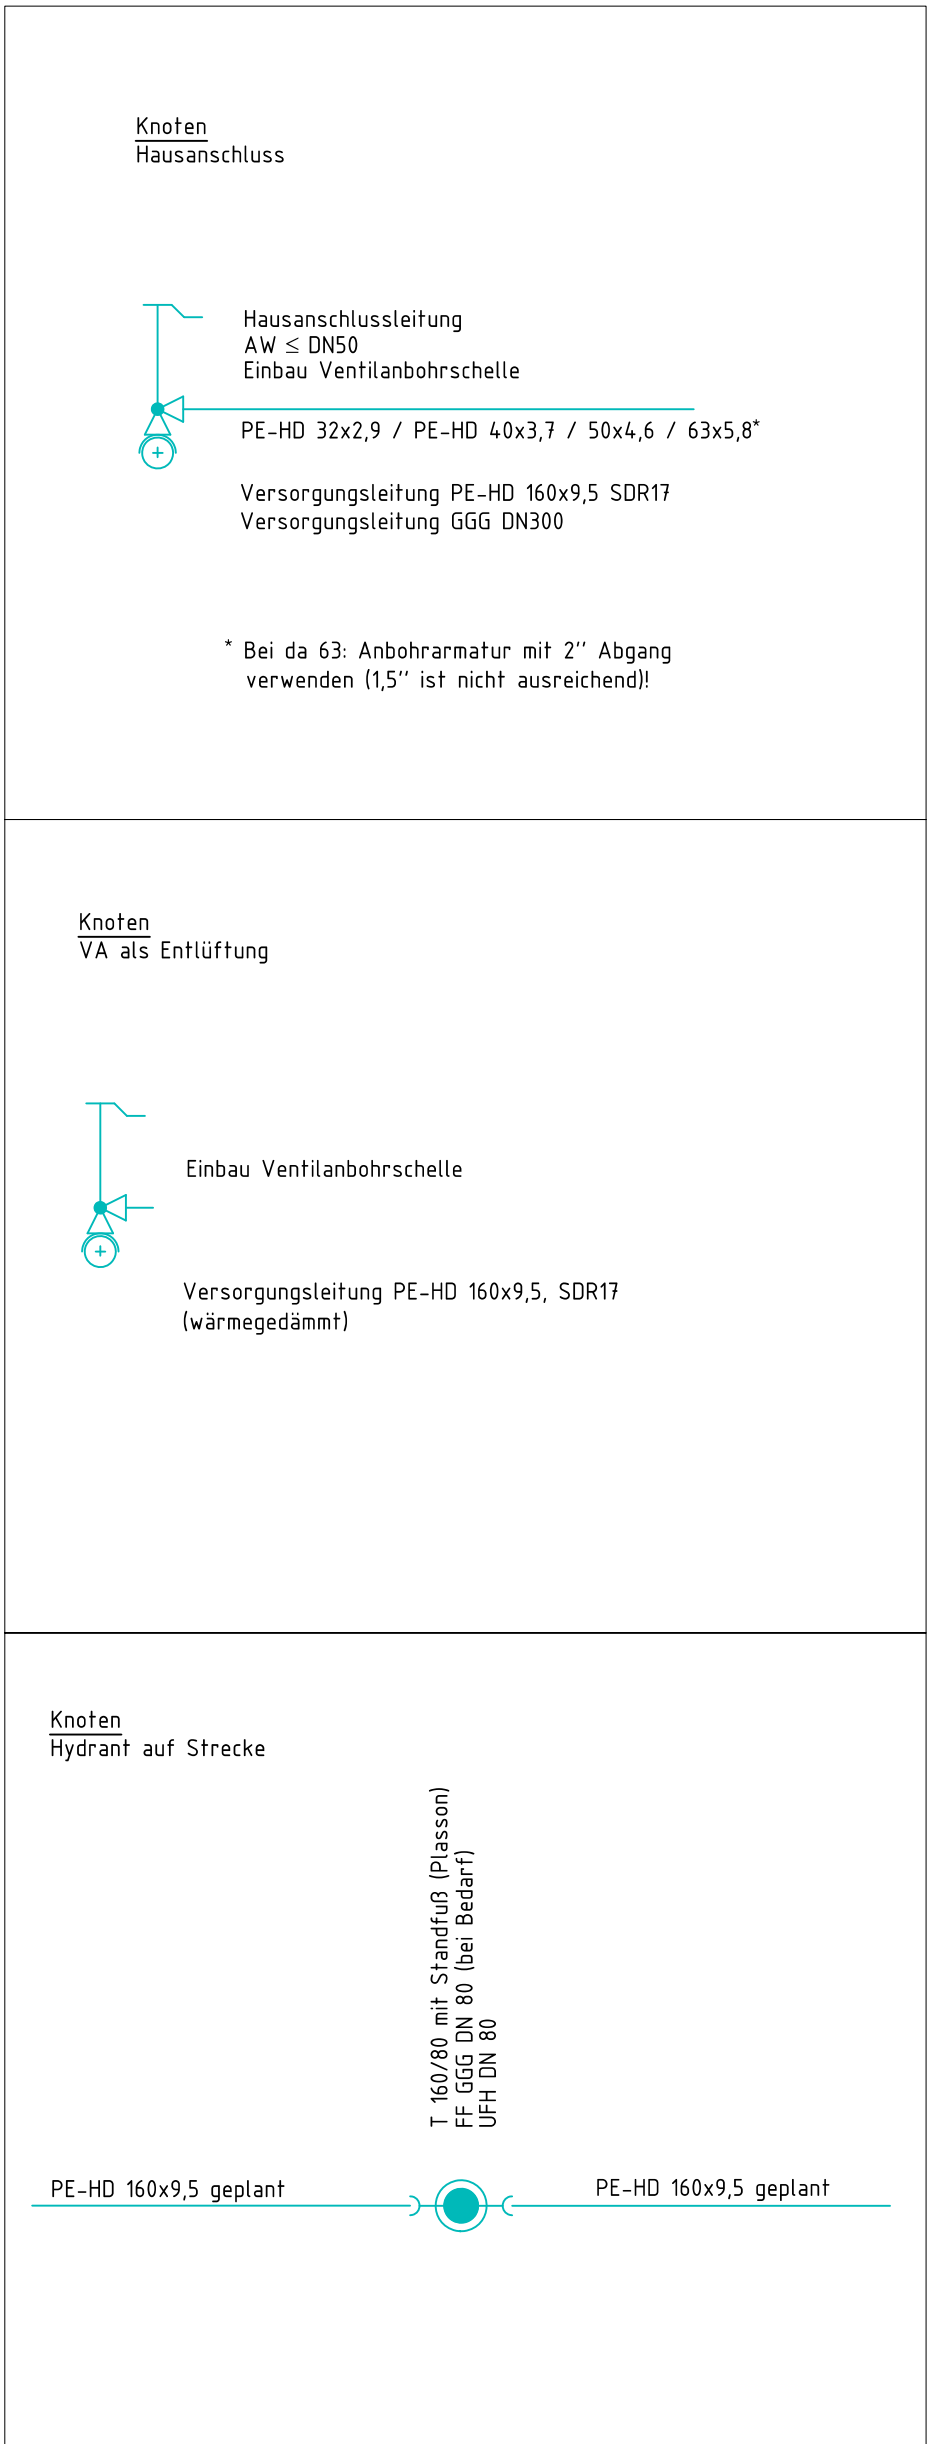 Knoten
Hausanschluss
Hausanschlussleitung
AW ≤ DN50
Einbau Ventilanbohrschelle
PE-HD 32x2,9 / PE-HD 40x3,7 / 50x4,6 / 63x5,8*
Versorgungsleitung PE-HD 160x9,5 SDR17
Versorgungsleitung GGG DN300
* Bei da 63: Anbohrarmatur mit 2'' Abgang
verwenden (1,5'' ist nicht ausreichend)!
Knoten
VA als Entlüftung
Einbau Ventilanbohrschelle
Versorgungsleitung PE-HD 160x9,5, SDR17
(wärmegedämmt)
Knoten
Hydrant auf Strecke
T 160/80 mit Standfuß (Plasson)
FF GGG DN 80 (bei Bedarf)
UFH DN 80
PE-HD 160x9,5 geplant
PE-HD 160x9,5 geplant